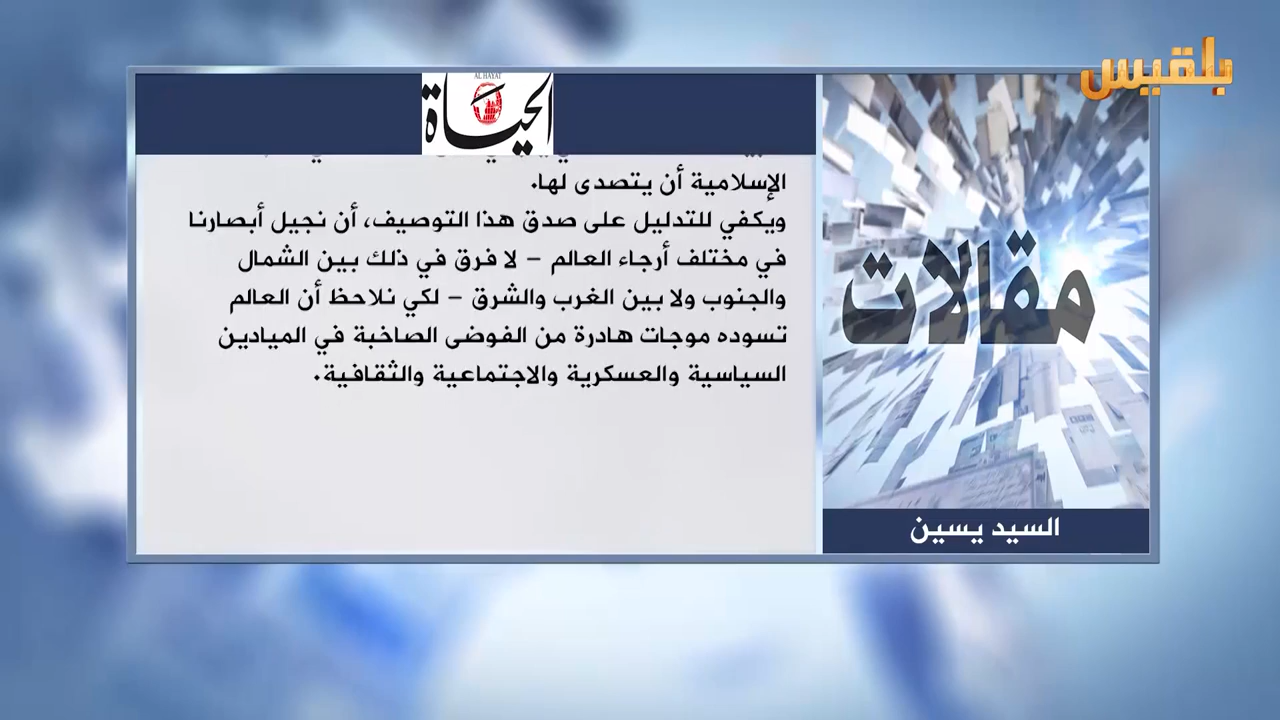 بلقيس
AL HAYAT
الحياة
الإسلامية أن يتصدى لها.
ويكفي للتدليل على صدق هذا التوصيف، أن نجيل أبصارنا
في مختلف أرجاء العالم – لا فرق في ذلك بين الشمال
والجنوب ولا بين الغرب والشرق – لكي نلاحظ أن العالم
تسوده موجات هادرة من الفوضى الصاخبة في الميادين
السياسية والعسكرية والاجتماعية والثقافية.
مقالات
السيد يسين